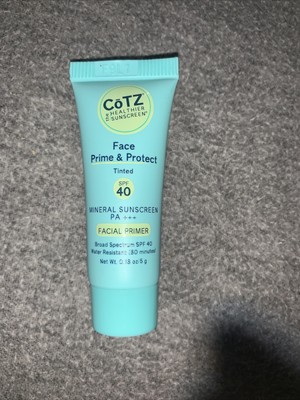 CōTZ®
HEALTHIER
SUNSCREEN®
Face
Prime & Protect
Tinted
SPF
40
MINERAL SUNSCREEN
PA +++
FACIAL PRIMER
Broad Spectrum SPF 40
Water Resistant (80 minutes)
Net Wt. 0.18 oz/5 g